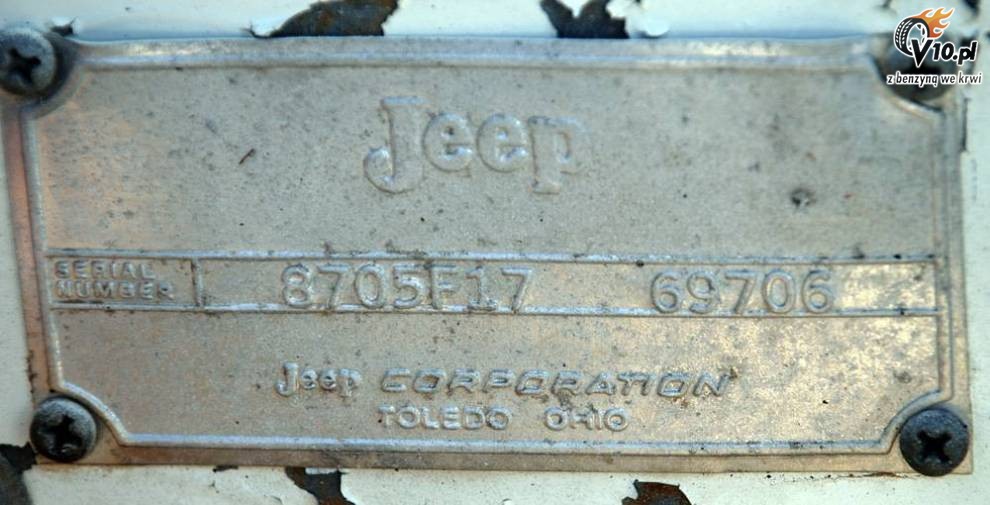 V10.pl
z benzyną we krwi
Jeep
SERIAL
NUMBER
8705F17 69706
Jeep CORPORATION
TOLEDO OHIO